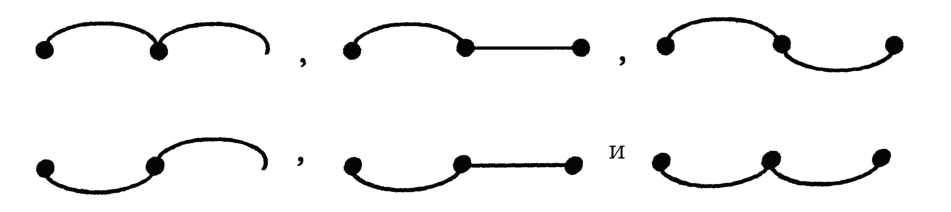 , ,
, и